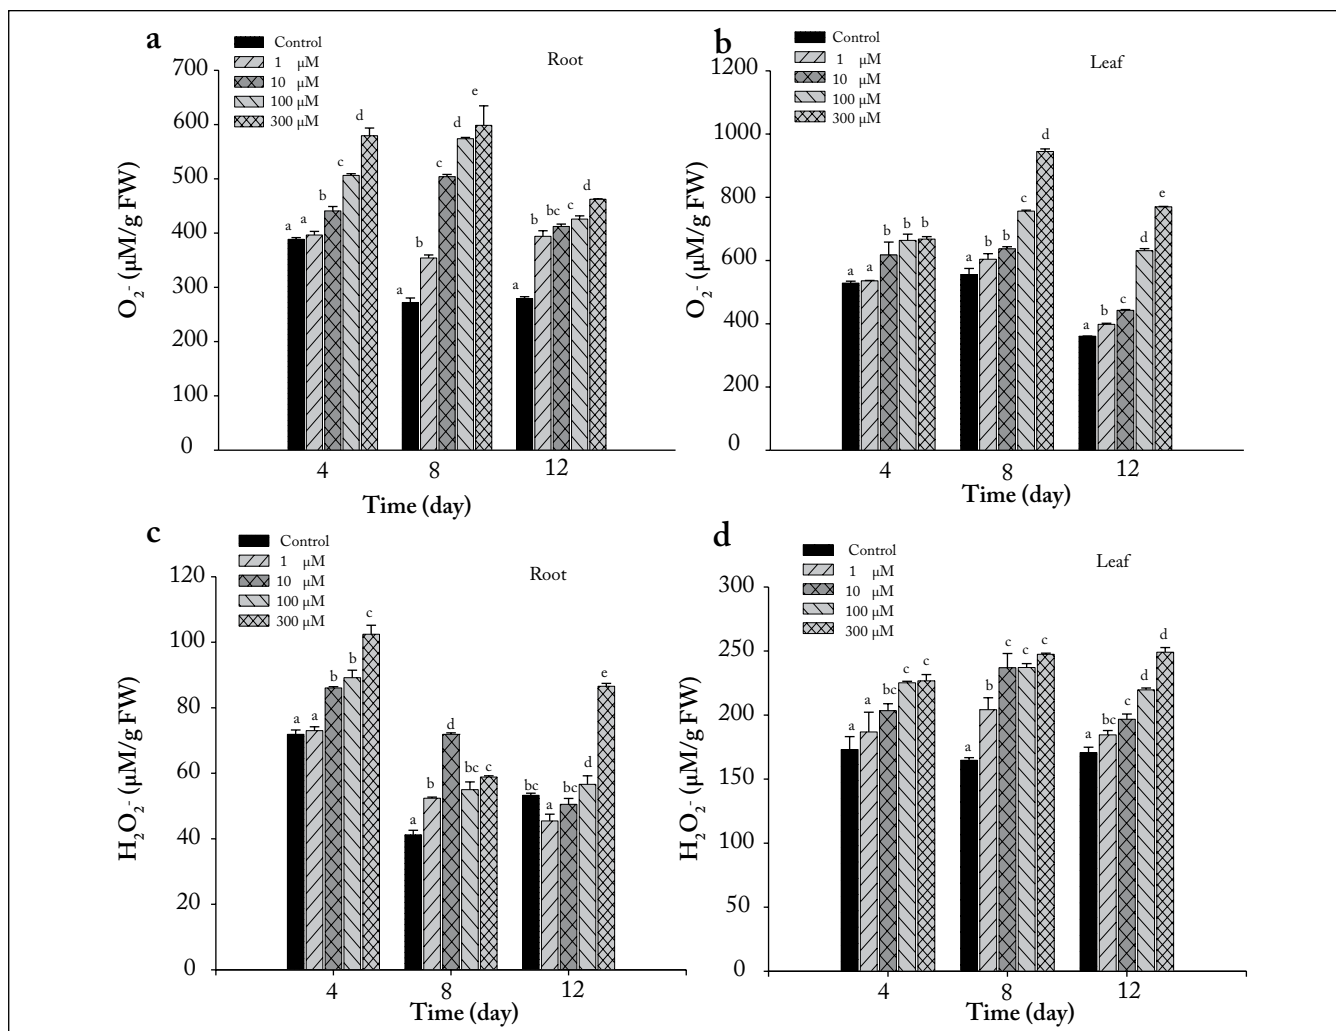 a
Control
1 μM
10 μM
100 μM
300 μM
Root
700
600
500
400
300
200
100
0
O₂⁻ (μM/g FW)
a a b c d
a b c d e
a b bc c d
4 8 12
Time (day)
b
Control
1 μM
10 μM
100 μM
300 μM
Leaf
1200
1000
800
600
400
200
0
O₂⁻ (μM/g FW)
a a b b b
a b b c d
a b c d e
4 8 12
Time (day)
c
Control
1 μM
10 μM
100 μM
300 μM
Root
120
100
80
60
40
20
0
H₂O₂⁻ (μM/g FW)
a a b b c
a b d bc c
bc a bc d e
4 8 12
Time (day)
d
Control
1 μM
10 μM
100 μM
300 μM
Leaf
300
250
200
150
100
50
0
H₂O₂⁻ (μM/g FW)
a a bc c c
a b c c c
a bc c d d
4 8 12
Time (day)